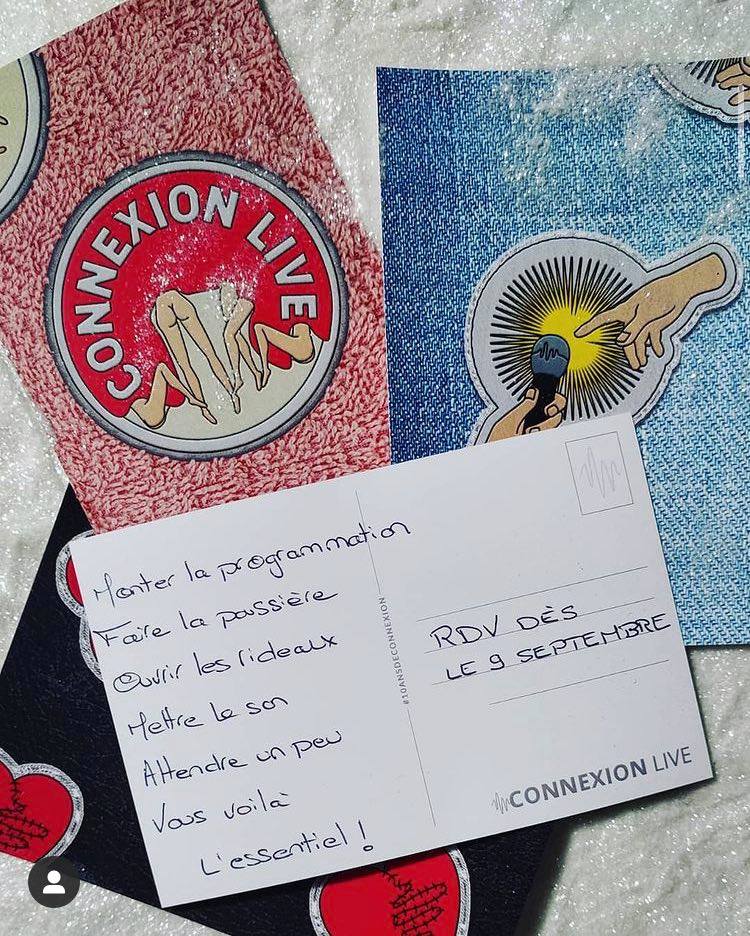 CONNEXION LIVE
Monter la programmation
Faire la poussière
Ouvrir les rideaux
Mettre le son
Attendre un peu
Vous voilà
L'essentiel !
#10ANSDECONNEXION
RDV DÈS
LE 9 SEPTEMBRE
CONNEXION LIVE